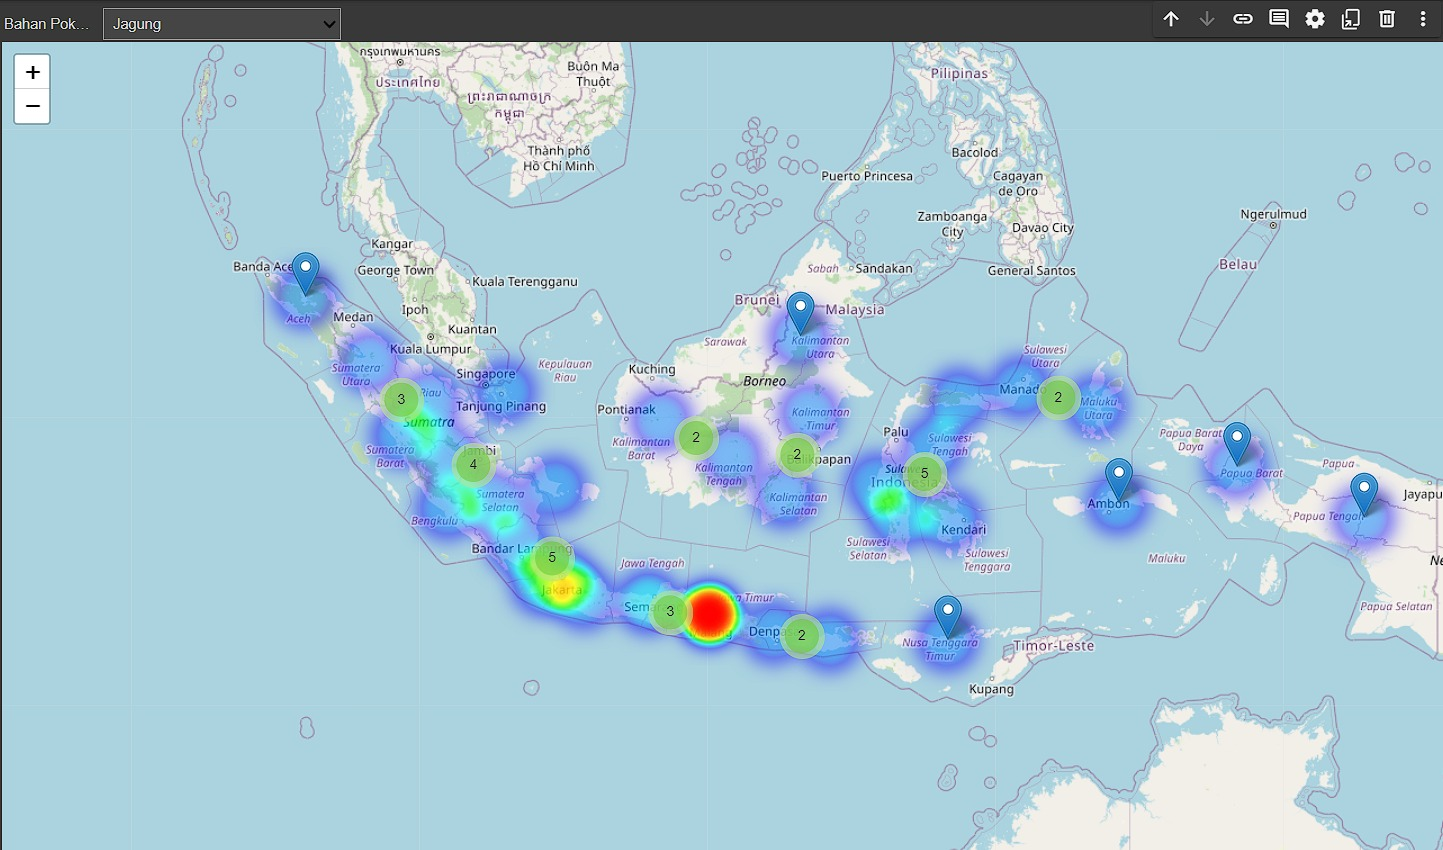 Bahan Pok...
Jagung
+
−
กรุงเทพมหานคร
ประเทศไทย
Buôn Ma
Thuột
ព្រះរាជាណាចក្រ
កម្ពុជា
Thành phố
Hồ Chí Minh
Pilipinas
Bacolod
Puerto Princesa
Cagayan
de Oro
Zamboanga
City
Davao City
General Santos
Ngerulmud
Belau
Kangar
George Town
Kuala Terengganu
Ipoh
Kuantan
Kuala Lumpur
Banda Ace
Aceh
Medan
Sabah
Sandakan
Brunei
Malaysia
Sarawak
Kalimantan
Utara
Kepulauan
Riau
Kuching
Borneo
Singapore
Tanjung Pinang
Sumatera
Utara
3
Riau
Sumatra
Pontianak
Kalimantan
Barat
2
Kalimantan
Timur
Sulawesi
Utara
Manado
2
Maluku
Utara
Sumatera
Barat
Jambi
4
Kalimantan
Tengah
2
Balikpapan
Palu
Sulawesi
Tengah
5
Indonesia
Papua Barat
Daya
Papua Barat
Papua
Papua Tengah
Jayapu
Sumatera
Selatan
Bengkulu
Kalimantan
Selatan
Kendari
Ambon
Sulawesi
Selatan
Sulawesi
Tenggara
Maluku
Bandar Lampung
5
Jakarta
Jawa Tengah
3
Denpas
2
Nusa Tenggara
Timur
Timor-Leste
Kupang
Papua Selatan